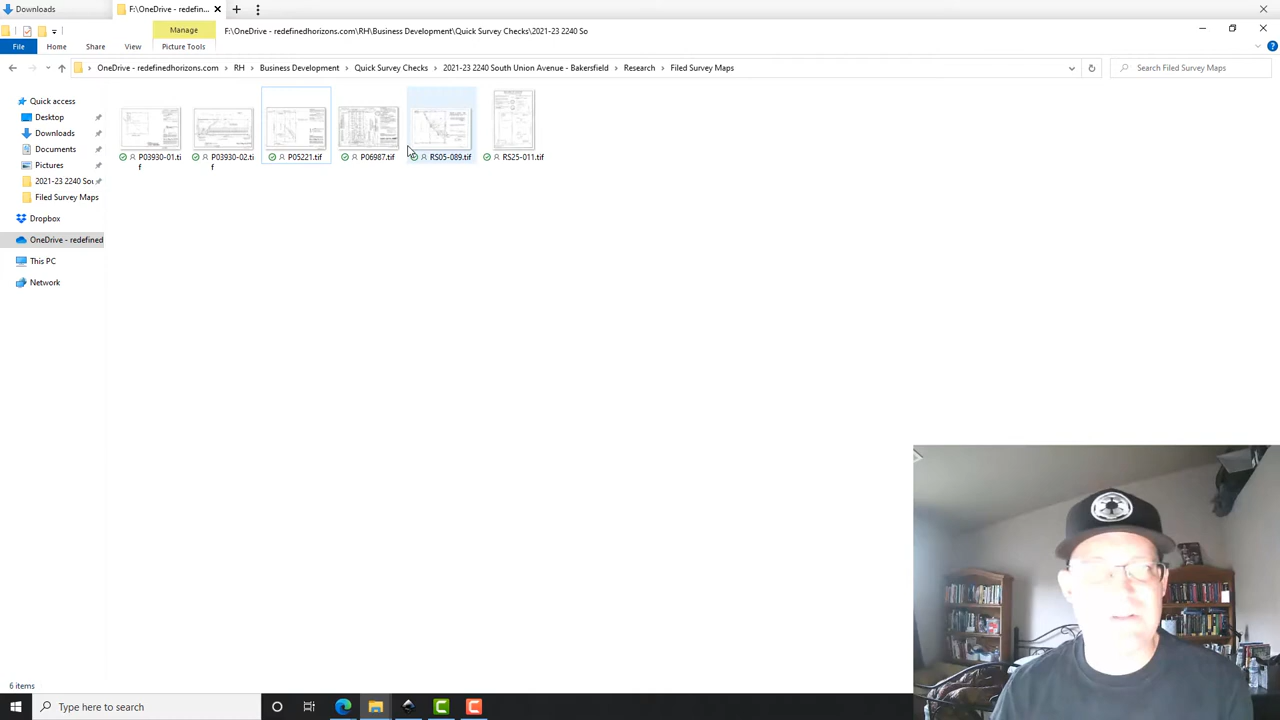 Downloads
F:\OneDrive - redefin...
Manage
F:\OneDrive - redefinedhorizons.com\RH\Business Development\Quick Survey Checks\2021-23 2240 So
File
Home
Share
View
Picture Tools
OneDrive - redefinedhorizons.com
RH
Business Development
Quick Survey Checks
2021-23 2240 South Union Avenue - Bakersfield
Research
Filed Survey Maps
Search Filed Survey Maps
Quick access
Desktop
Downloads
Documents
Pictures
2021-23 2240 Sou
Filed Survey Maps
Dropbox
OneDrive - redefined
This PC
Network
P03930-01.ti
f
P03930-02.ti
f
P05221.tif
P06987.tif
RS05-089.tif
RS25-011.tif
6 items
Type here to search